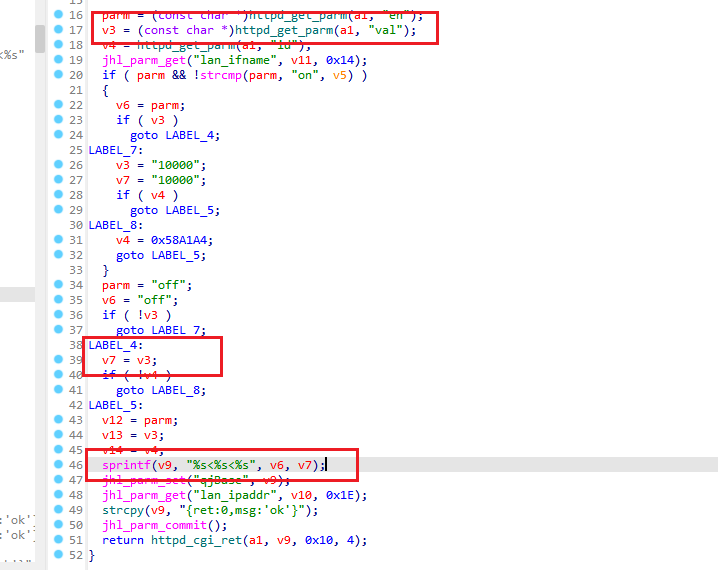 <%s"
:'ok'}
:'ok'}
15
16 parm = (const char *)httpd_get_parm(a1, "en");
17 v3 = (const char *)httpd_get_parm(a1, "val");
18 v4 = httpd_get_parm(a1, "id");
19 jhl_parm_get("lan_ifname", v11, 0x14);
20 if ( parm && !strcmp(parm, "on", v5) )
21 {
22 v6 = parm;
23 if ( v3 )
24 goto LABEL_4;
25 LABEL_7:
26 v3 = "10000";
27 v7 = "10000";
28 if ( v4 )
29 goto LABEL_5;
30 LABEL_8:
31 v4 = 0x58A1A4;
32 goto LABEL_5;
33 }
34 parm = "off";
35 v6 = "off";
36 if ( !v3 )
37 goto LABEL_7;
38 LABEL_4:
39 v7 = v3;
40 if ( !v4 )
41 goto LABEL_8;
42 LABEL_5:
43 v12 = parm;
44 v13 = v3;
45 v14 = v4;
46 sprintf(v9, "%s<%s<%s", v6, v7);
47 jhl_parm_set("qjBase", v9);
48 jhl_parm_get("lan_ipaddr", v10, 0x1E);
49 strcpy(v9, "{ret:0,msg:'ok'}");
50 jhl_parm_commit();
51 return httpd_cgi_ret(a1, v9, 0x10, 4);
52 }